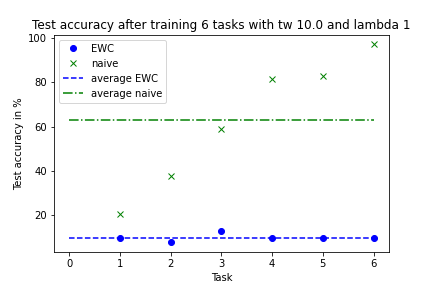 Test accuracy after training 6 tasks with tw 10.0 and lambda 1
100
80
60
40
20
Test accuracy in %
EWC
naive
average EWC
average naive
0 1 2 3 4 5 6
Task